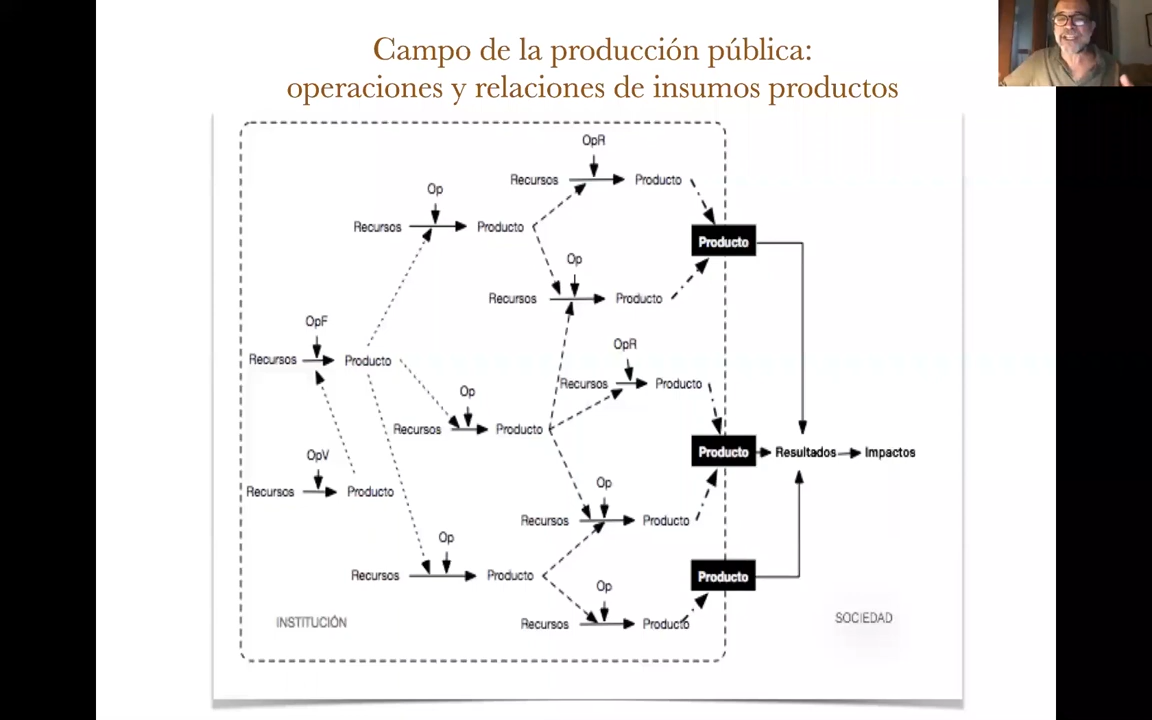 Campo de la producción pública:
operaciones y relaciones de insumos productos
OpR
Recursos
Producto
Op
Recursos
Producto
Producto
Op
Recursos
Producto
OpF
Recursos
Producto
OpR
Recursos
Producto
Op
Recursos
Producto
Producto
Resultados
Impactos
OpV
Recursos
Producto
Op
Recursos
Producto
Op
Recursos
Producto
Producto
Op
Recursos
Producto
INSTITUCIÓN
SOCIEDAD